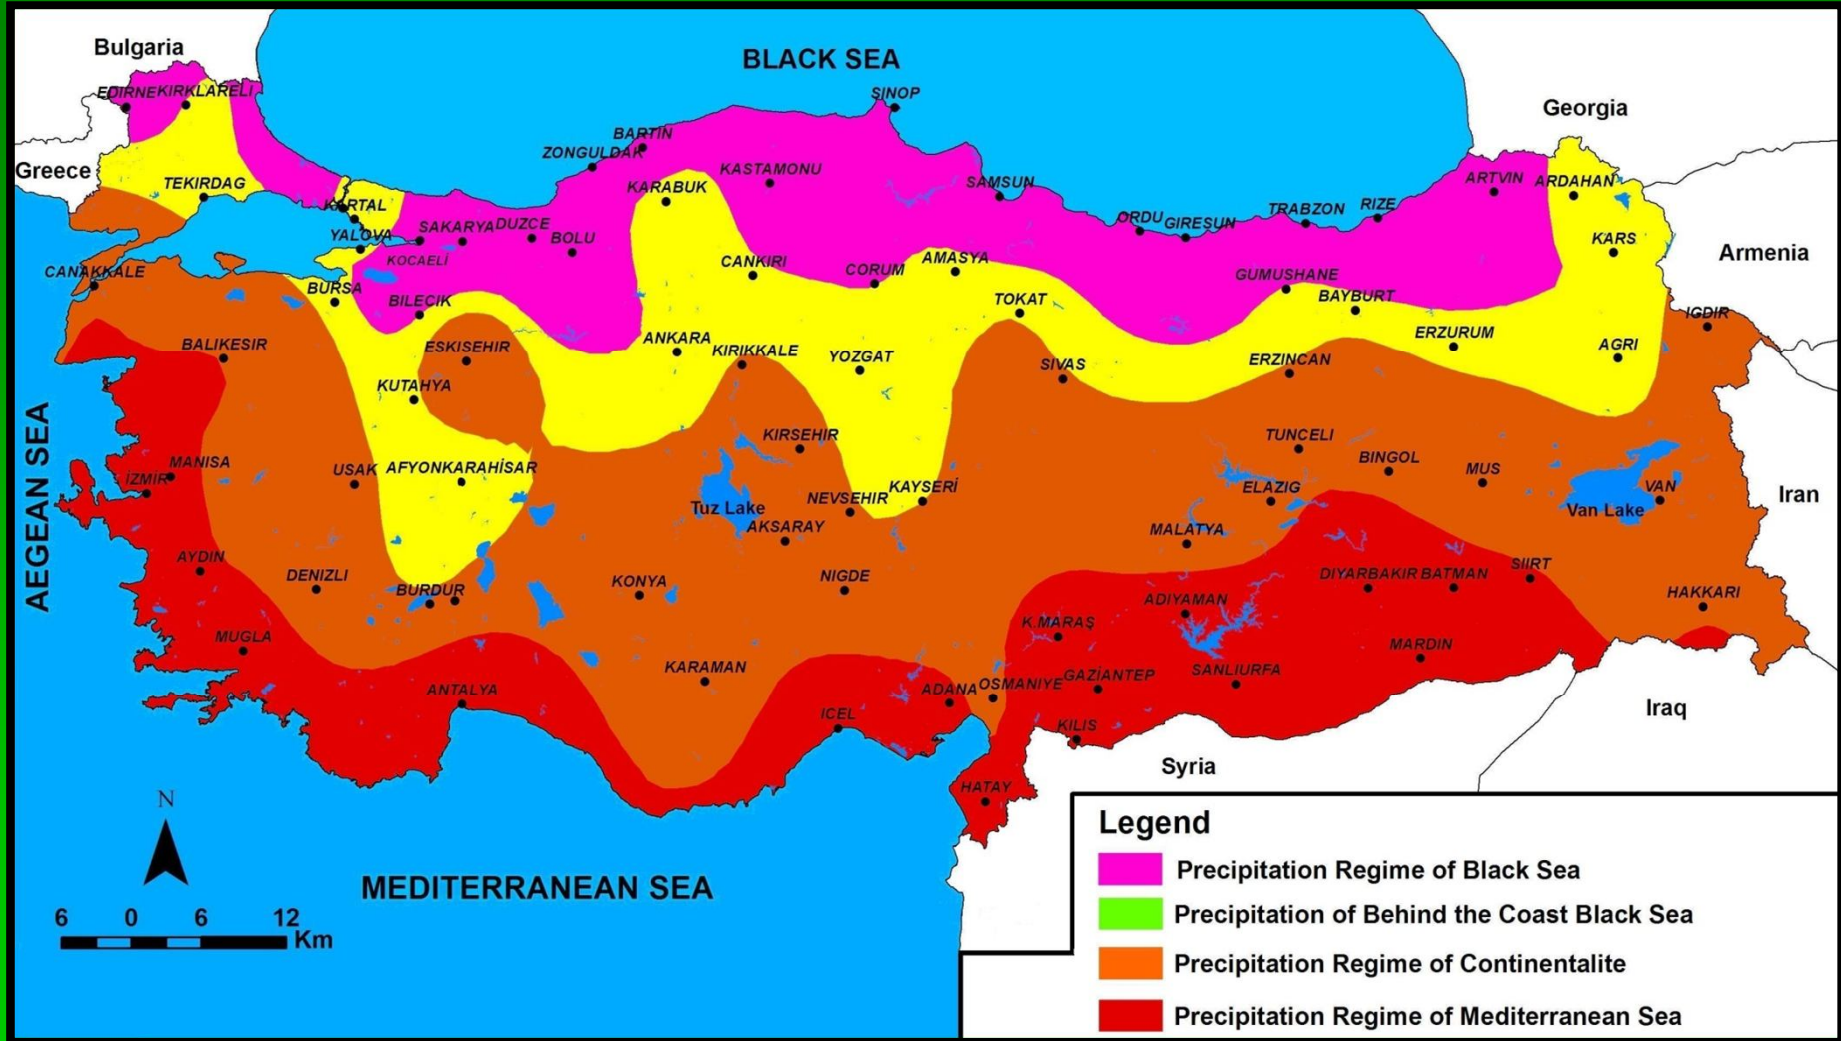 Bulgaria
BLACK SEA
Georgia
Greece
Armenia
Iran
Iraq
Syria
AEGEAN SEA
MEDITERRANEAN SEA
EDIRNE
KIRKLARELI
TEKIRDAG
KARTAL
YALOVA
CANAKKALE
BURSA
BALIKESIR
SINOP
BARTIN
ZONGULDAK
KASTAMONU
KARABUK
SAMSUN
SAKARYA
DUZCE
BOLU
KOCAELİ
BILECIK
ORDU
GIRESUN
TRABZON
RIZE
ARTVIN
ARDAHAN
KARS
CANKIRI
CORUM
AMASYA
TOKAT
GUMUSHANE
BAYBURT
ERZURUM
AGRI
IGDIR
ESKISEHIR
KUTAHYA
ANKARA
KIRIKKALE
YOZGAT
SIVAS
ERZINCAN
KIRSEHIR
TUNCELI
BINGOL
MUS
VAN
Van Lake
MANISA
İZMİR
USAK
AFYONKARAHİSAR
Tuz Lake
NEVSEHIR
KAYSERİ
AKSARAY
ELAZIG
MALATYA
AYDIN
DENIZLI
BURDUR
KONYA
NIGDE
ADIYAMAN
DIYARBAKIR
BATMAN
SIIRT
HAKKARI
MUGLA
ANTALYA
KARAMAN
ICEL
ADANA
OSMANIYE
K.MARAŞ
GAZİANTEP
SANLIURFA
MARDIN
KILIS
HATAY
N
6 0 6 12
Km
Legend
Precipitation Regime of Black Sea
Precipitation of Behind the Coast Black Sea
Precipitation Regime of Continentalite
Precipitation Regime of Mediterranean Sea